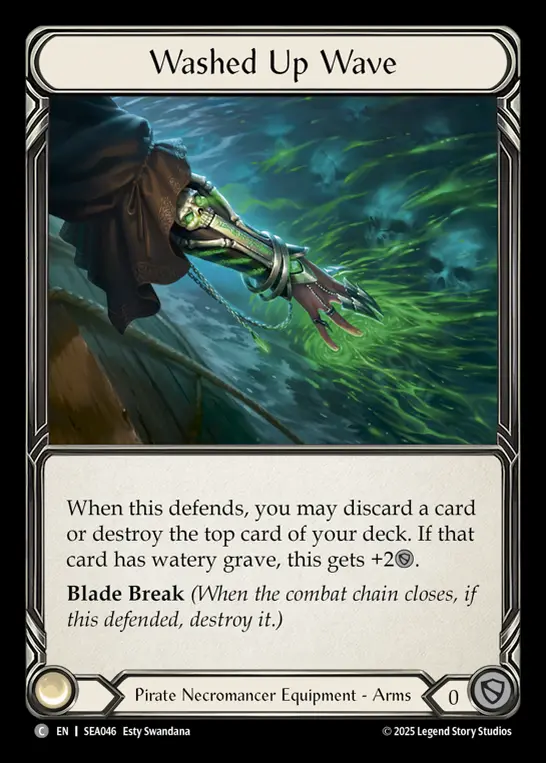 Washed Up Wave
When this defends, you may discard a card
or destroy the top card of your deck. If that
card has watery grave, this gets +2.
Blade Break (When the combat chain closes, if
this defended, destroy it.)
Pirate Necromancer Equipment - Arms
0
C EN | SEA046 Esty Swandana
© 2025 Legend Story Studios